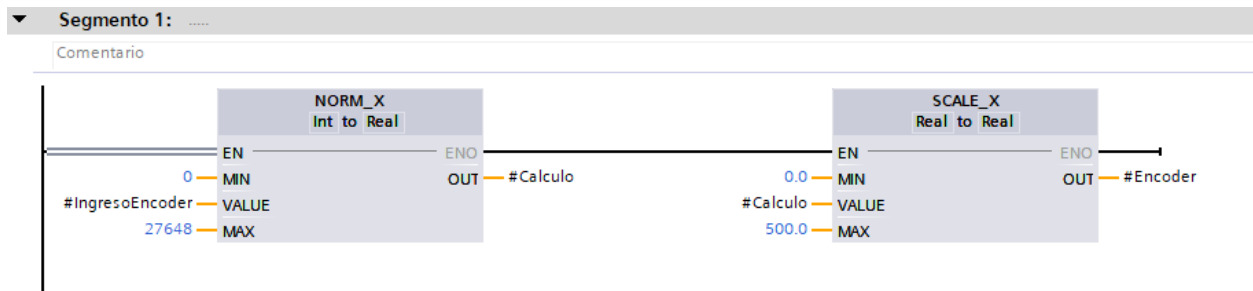 Segmento 1: .....
Comentario
NORM_X SCALE_X
Int to Real Real to Real
EN ENO EN ENO
0 MIN OUT #Calculo 0.0 MIN OUT #Encoder
#IngresoEncoder VALUE #Calculo VALUE
27648 MAX 500.0 MAX